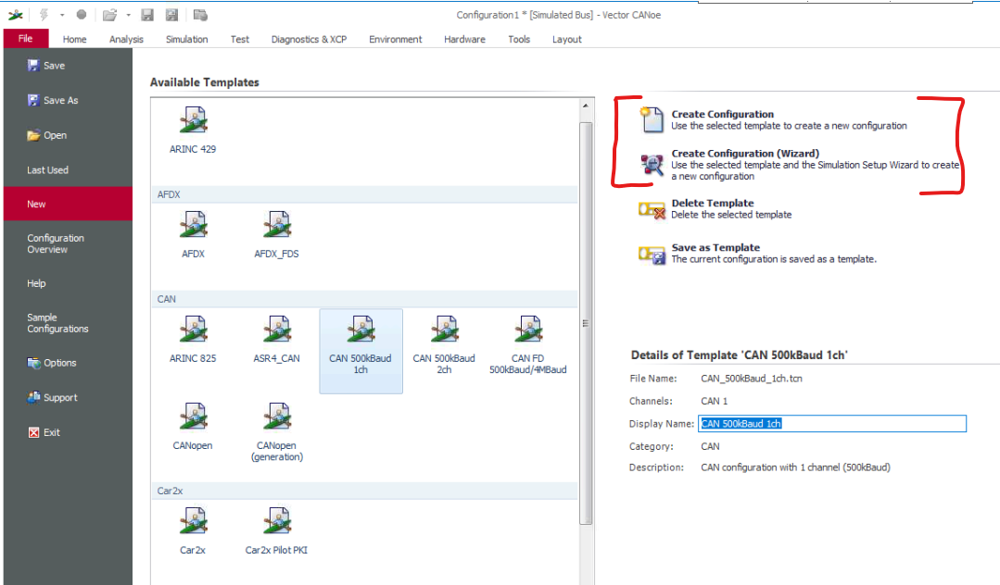 Configuration1 * [Simulated Bus] - Vector CANoe
File Home Analysis Simulation Test Diagnostics & XCP Environment Hardware Tools Layout
Save
Save As
Open
Last Used
New
Configuration
Overview
Help
Sample
Configurations
Options
Support
Exit
Available Templates
ARINC 429
AFDX
AFDX AFDX_FDS
CAN
ARINC 825 ASR4_CAN CAN 500kBaud CAN 500kBaud CAN FD
1ch 2ch 500kBaud/4MBaud
CANopen CANopen
(generation)
Car2x
Car2x Car2x Pilot PKI
Create Configuration
Use the selected template to create a new configuration
Create Configuration (Wizard)
Use the selected template and the Simulation Setup Wizard to create
a new configuration
Delete Template
Delete the selected template
Save as Template
The current configuration is saved as a template.
Details of Template 'CAN 500kBaud 1ch'
File Name: CAN_500kBaud_1ch.tcn
Channels: CAN 1
Display Name: CAN 500kBaud 1ch
Category: CAN
Description: CAN configuration with 1 channel (500kBaud)